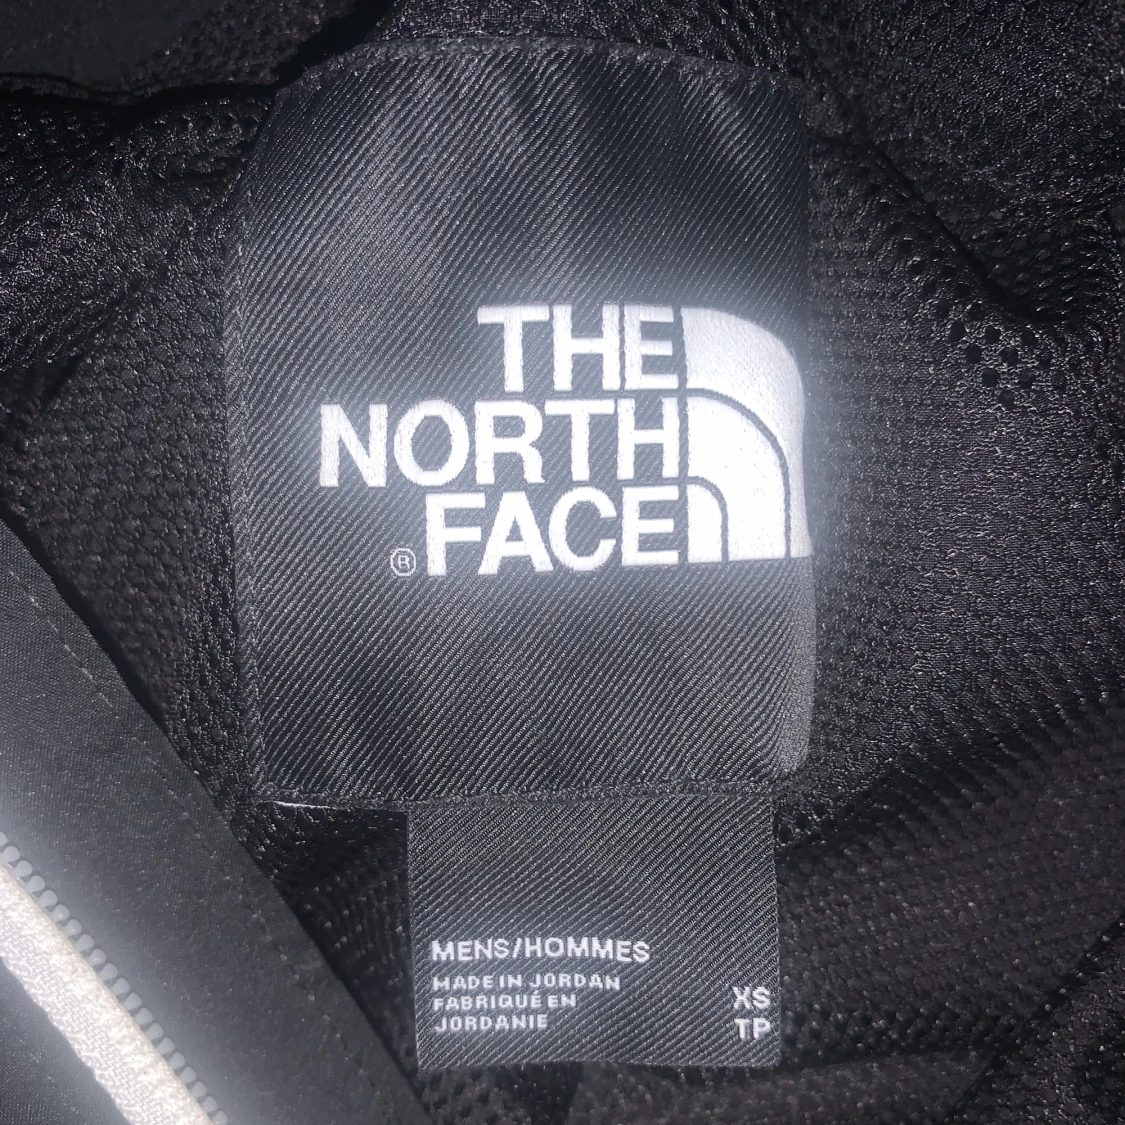 THE
NORTH
®FACE
MENS/HOMMES
MADE IN JORDAN
FABRIQUÉ EN
JORDANIE
XS
TP